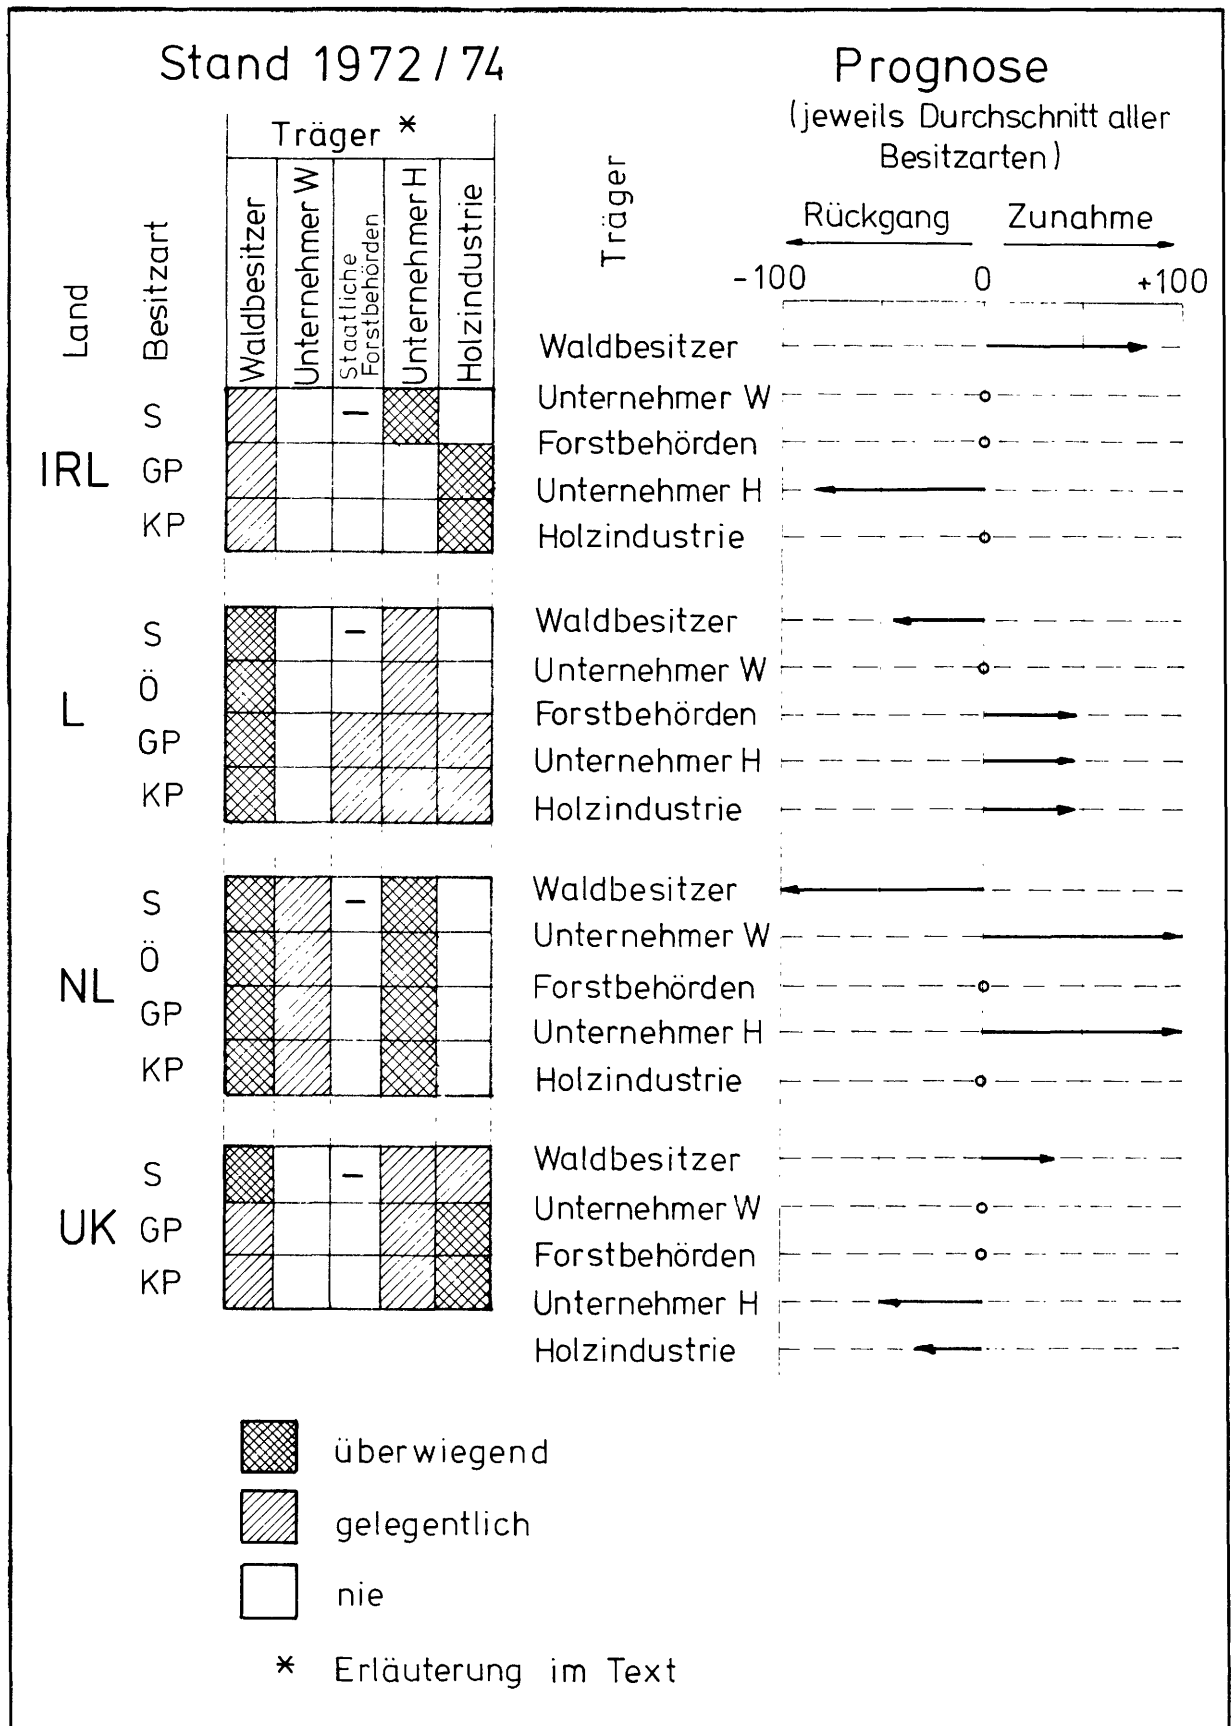 Stand 1972/74
Träger *
Land
Besitzart
Waldbesitzer
Unternehmer W
Staatliche
Forstbehörden
Unternehmer H
Holzindustrie
Prognose
(jeweils Durchschnitt aller
Besitzarten)
Träger
Rückgang
Zunahme
-100 0 +100
IRL
S –
GP
KP
Waldbesitzer
Unternehmer W
Forstbehörden
Unternehmer H
Holzindustrie
L
S –
Ö
GP
KP
Waldbesitzer
Unternehmer W
Forstbehörden
Unternehmer H
Holzindustrie
NL
S –
Ö
GP
KP
Waldbesitzer
Unternehmer W
Forstbehörden
Unternehmer H
Holzindustrie
UK
S –
GP
KP
Waldbesitzer
Unternehmer W
Forstbehörden
Unternehmer H
Holzindustrie
überwiegend
gelegentlich
nie
* Erläuterung im Text